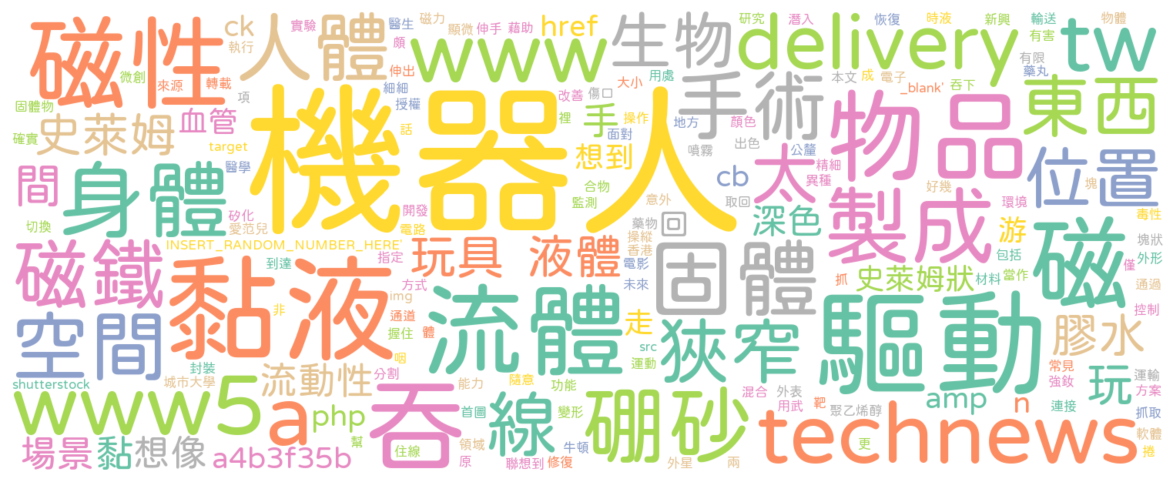 機器人
磁性
人體
www
生物
delivery
tw
手術
物品
東西
製成
位置
身體
磁鐵
黏液
玩具
液體
流體
固體
狹窄
驅動
磁
太
空間
吞
線
硼砂
technews
www
5
a
php
a4b3f35b
場景
黏
想像
流動性
史萊姆
血管
間
ck
href
手
想到
cb
深色
游
史萊姆狀
膠水
玩
amp
n
走
回
執行
實驗
醫生
磁力
顯微
伸手
藉助
頗
微創
來源
轉載
伸出
細細
授權
項
固體物
確實
target
話
醫學
切換
矽化
愛范兒
開發
電路
INSERT_RANDOM_NUMBER_HERE'
到達
指定
非
方式
img
通道
握住
體
咽
分割
shutterstock
封裝
城市大學
首圖
能力
隨意
功能
變形
幫
住線
領域
原
聯想到
修復
牛頓
外星
兩
src
運動
混合
外表
用武
靶
聚乙烯醇
更
常見
強釹
連接
運輸
方案
抓取
軟體
捲
研究
潛入
恢復
時液
新興
輸送
有害
物體
用處
本文
成
電子
有限
藥丸
_blank'
吞下
改善
傷口
大小
裡
操作
面對
地方
顏色
噴霧
出色
公釐
精細
異種
合物
監測
意外
取回
好幾
環境
塊
毒性
藥物
操縱
香港
電影
未來
抓
材料
包括
當作
塊狀
外形
僅
通過
控制